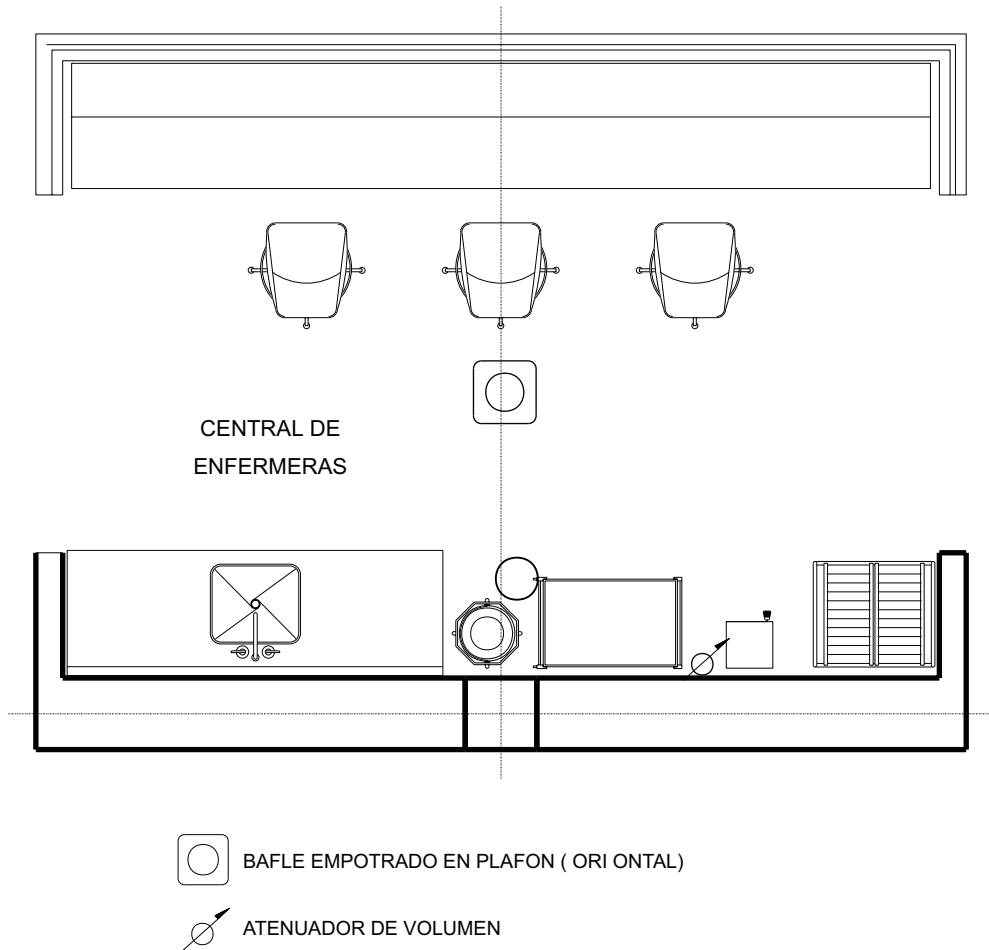 CENTRAL DE
ENFERMERAS
BAFLE EMPOTRADO EN PLAFON ( ORI ONTAL)
ATENUADOR DE VOLUMEN